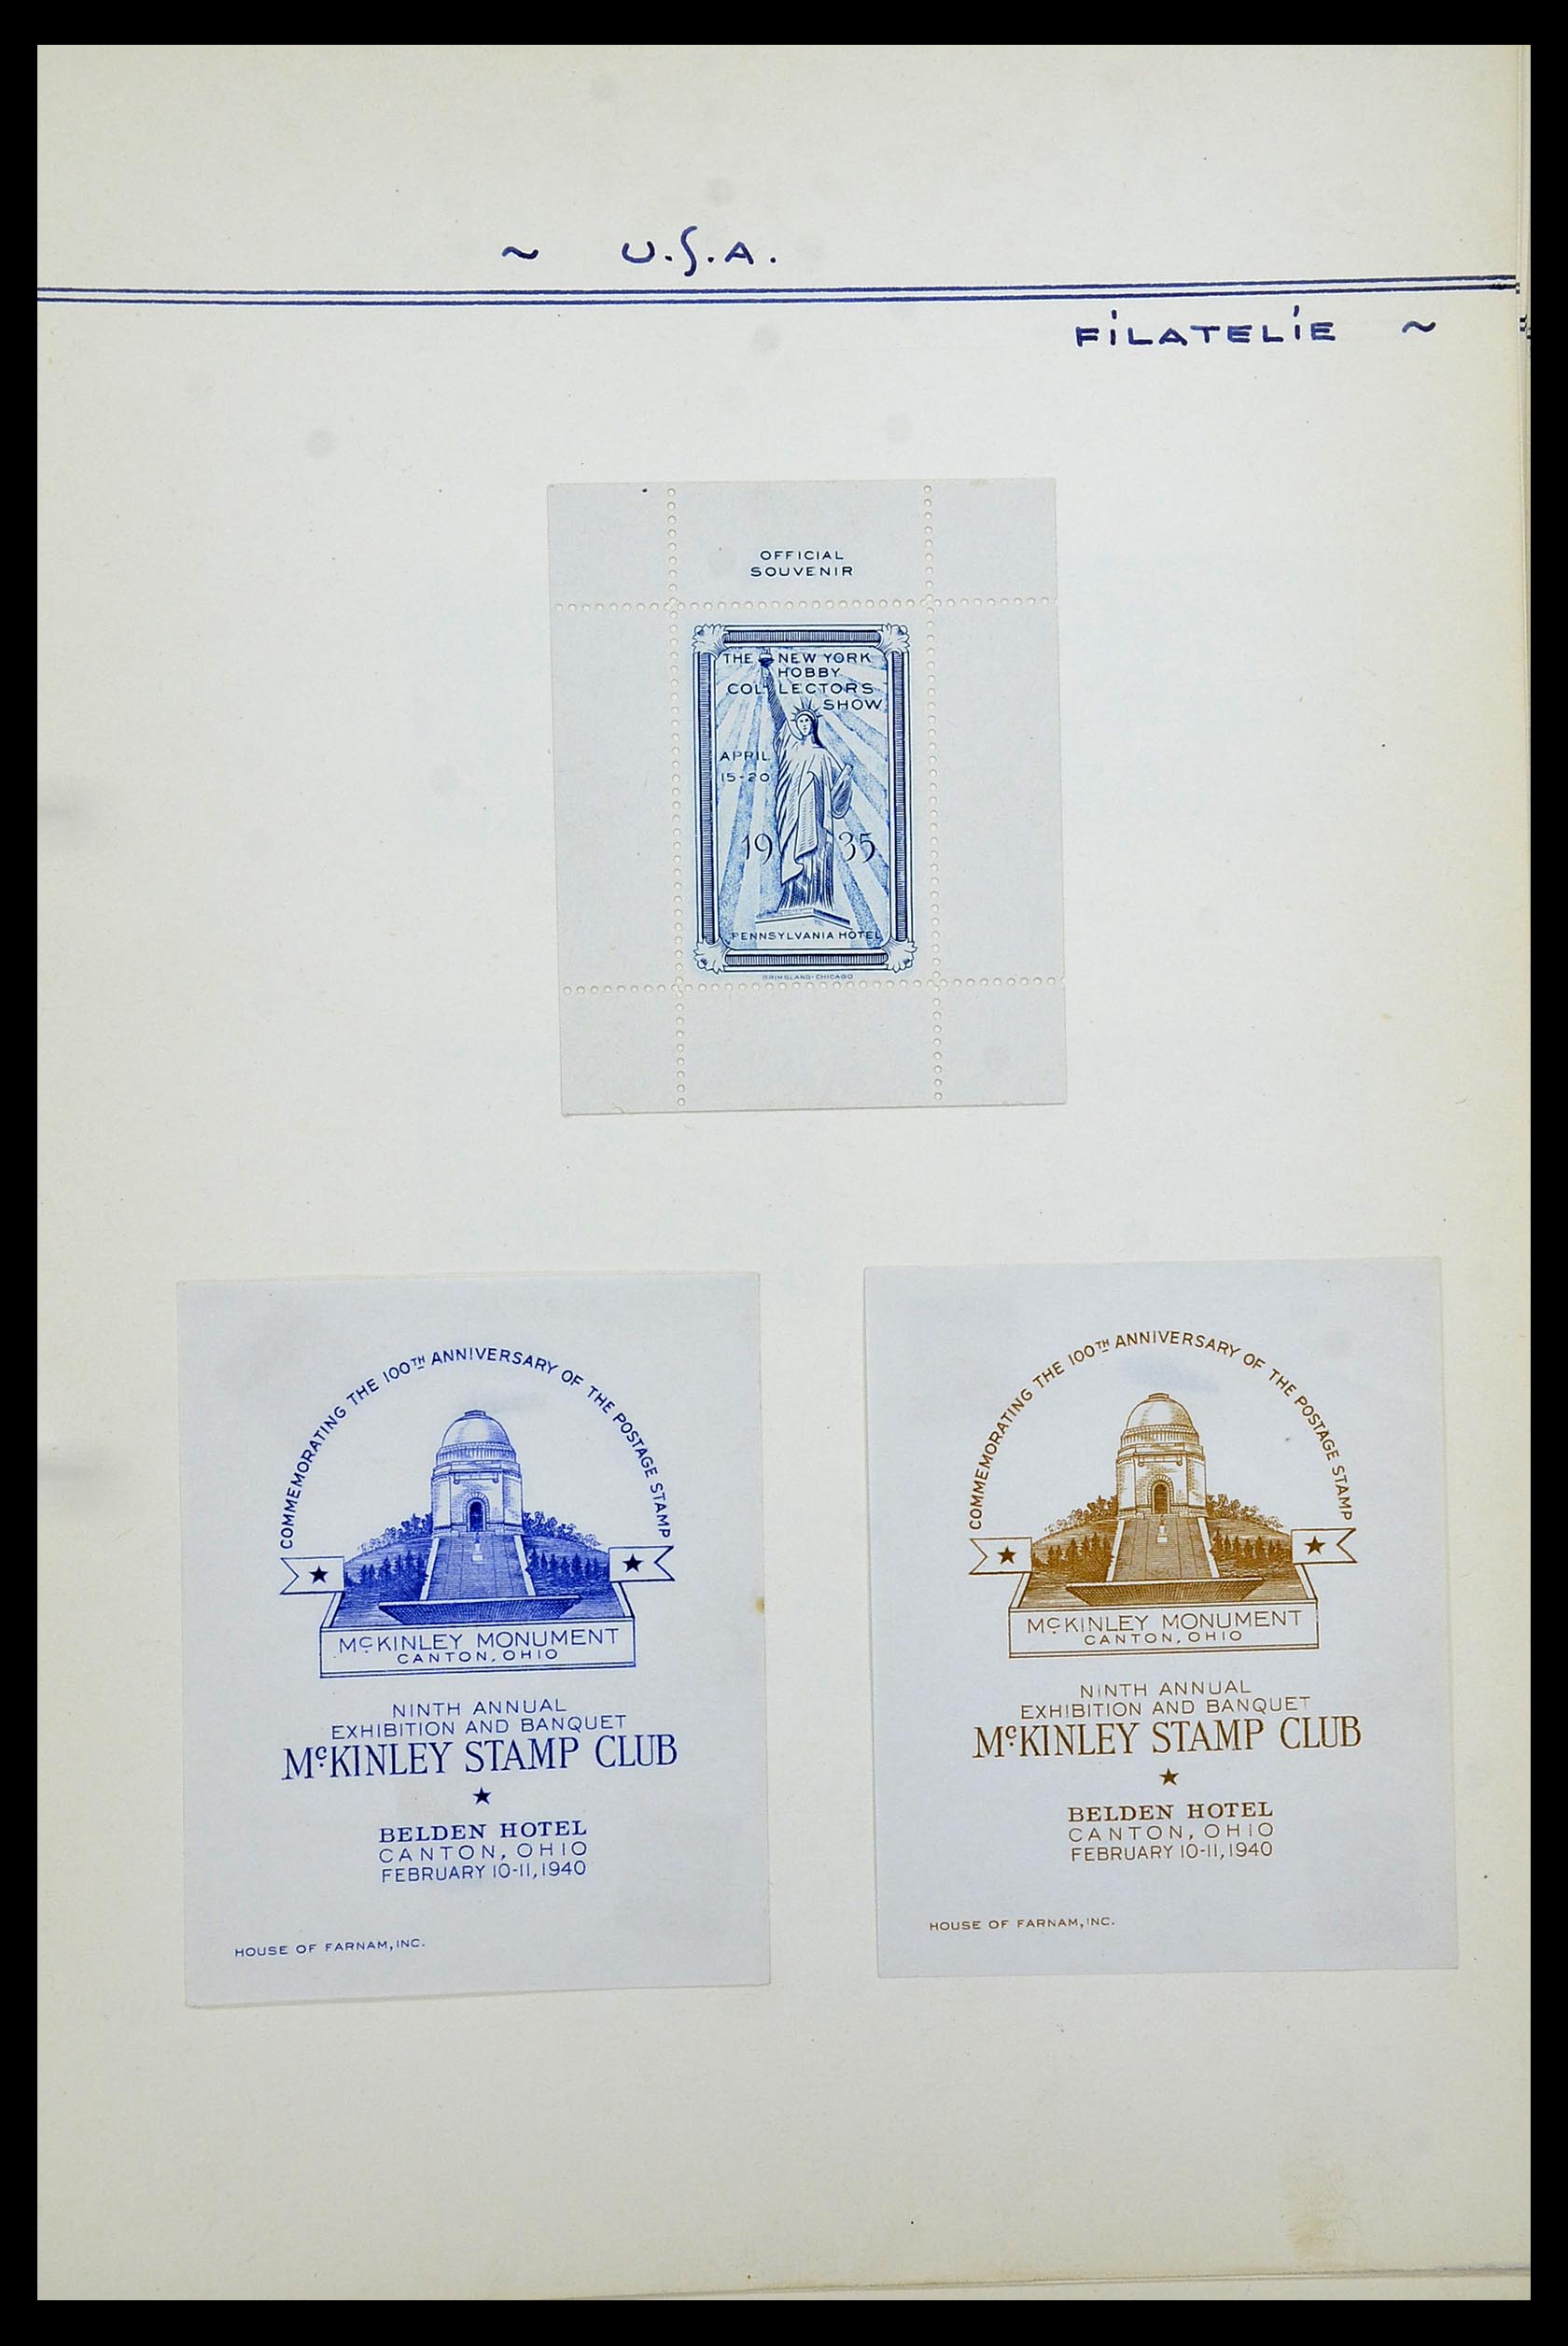 ~ U.S.A.
FiLATELiE ~
OFFICIAL
SOUVENIR
THE NEW YORK
HOBBY
COLLECTORS
SHOW
APRIL
15-20
1935
PENNSYLVANIA HOTEL
GRIMSLAND-CHICAGO
COMMEMORATING THE 100TH ANNIVERSARY OF THE POSTAGE STAMP
McKINLEY MONUMENT
CANTON, OHIO
NINTH ANNUAL
EXHIBITION AND BANQUET
McKINLEY STAMP CLUB
BELDEN HOTEL
CANTON, OHIO
FEBRUARY 10-11, 1940
HOUSE OF FARNAM, INC.
COMMEMORATING THE 100TH ANNIVERSARY OF THE POSTAGE STAMP
McKINLEY MONUMENT
CANTON, OHIO
NINTH ANNUAL
EXHIBITION AND BANQUET
McKINLEY STAMP CLUB
BELDEN HOTEL
CANTON, OHIO
FEBRUARY 10-11, 1940
HOUSE OF FARNAM, INC.